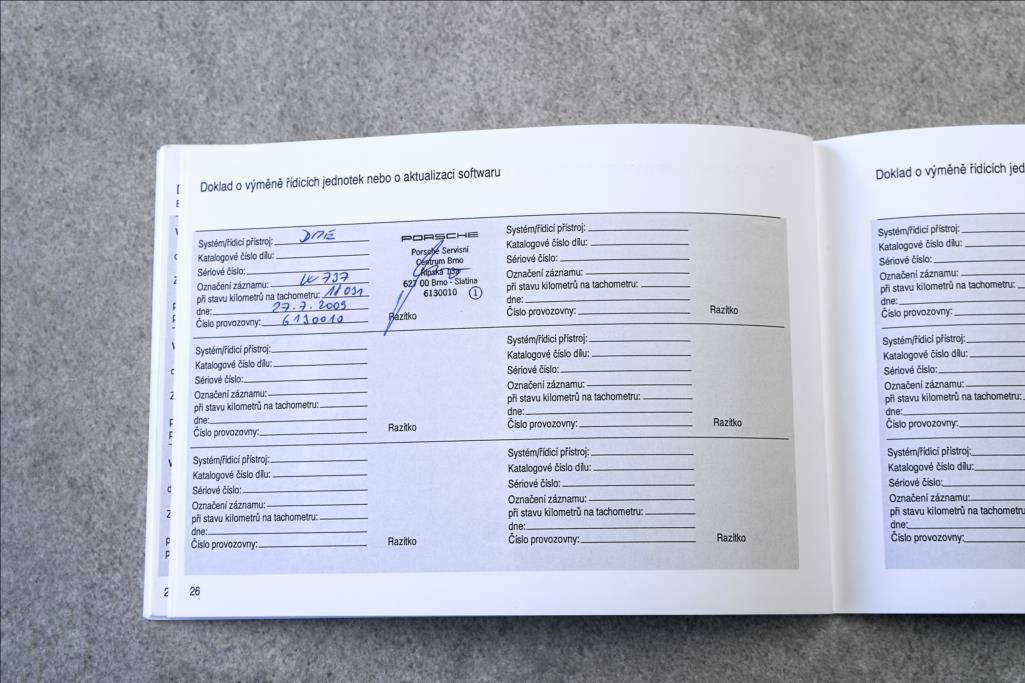 Doklad o výměně řídicích jednotek nebo o aktualizaci softwaru
Systém/řídicí přístroj: DME
Katalogové číslo dílu:
Sériové číslo:
Označení záznamu:
při stavu kilometrů na tachometru:
dne: 27.7.2009
Číslo provozovny: 6130010
PORSCHE
Porsche Servisní
Centrum Brno
Řipská
627 00 Brno - Slatina
6130010 1
Razítko
Systém/řídicí přístroj:
Katalogové číslo dílu:
Sériové číslo:
Označení záznamu:
při stavu kilometrů na tachometru:
dne:
Číslo provozovny:
Razítko
Systém/řídicí přístroj:
Katalogové číslo dílu:
Sériové číslo:
Označení záznamu:
při stavu kilometrů na tachometru:
dne:
Číslo provozovny:
Razítko
Systém/řídicí přístroj:
Katalogové číslo dílu:
Sériové číslo:
Označení záznamu:
při stavu kilometrů na tachometru:
dne:
Číslo provozovny:
Razítko
Systém/řídicí přístroj:
Katalogové číslo dílu:
Sériové číslo:
Označení záznamu:
při stavu kilometrů na tachometru:
dne:
Číslo provozovny:
Razítko
Systém/řídicí přístroj:
Katalogové číslo dílu:
Sériové číslo:
Označení záznamu:
při stavu kilometrů na tachometru:
dne:
Číslo provozovny:
Razítko
26
Doklad o výměně řídicích jed
Systém/řídicí přístroj:
Katalogové číslo dílu:
Sériové číslo:
Označení záznamu:
při stavu kilometrů na tachometru:
dne:
Číslo provozovny:
Systém/řídicí přístroj:
Katalogové číslo dílu:
Sériové číslo:
Označení záznamu:
při stavu kilometrů na tachometru:
dne:
Číslo provozovny:
Systém/řídicí přístroj:
Katalogové číslo dílu:
Sériové číslo:
Označení záznamu:
při stavu kilometrů na tachometru:
dne:
Číslo provozovny: